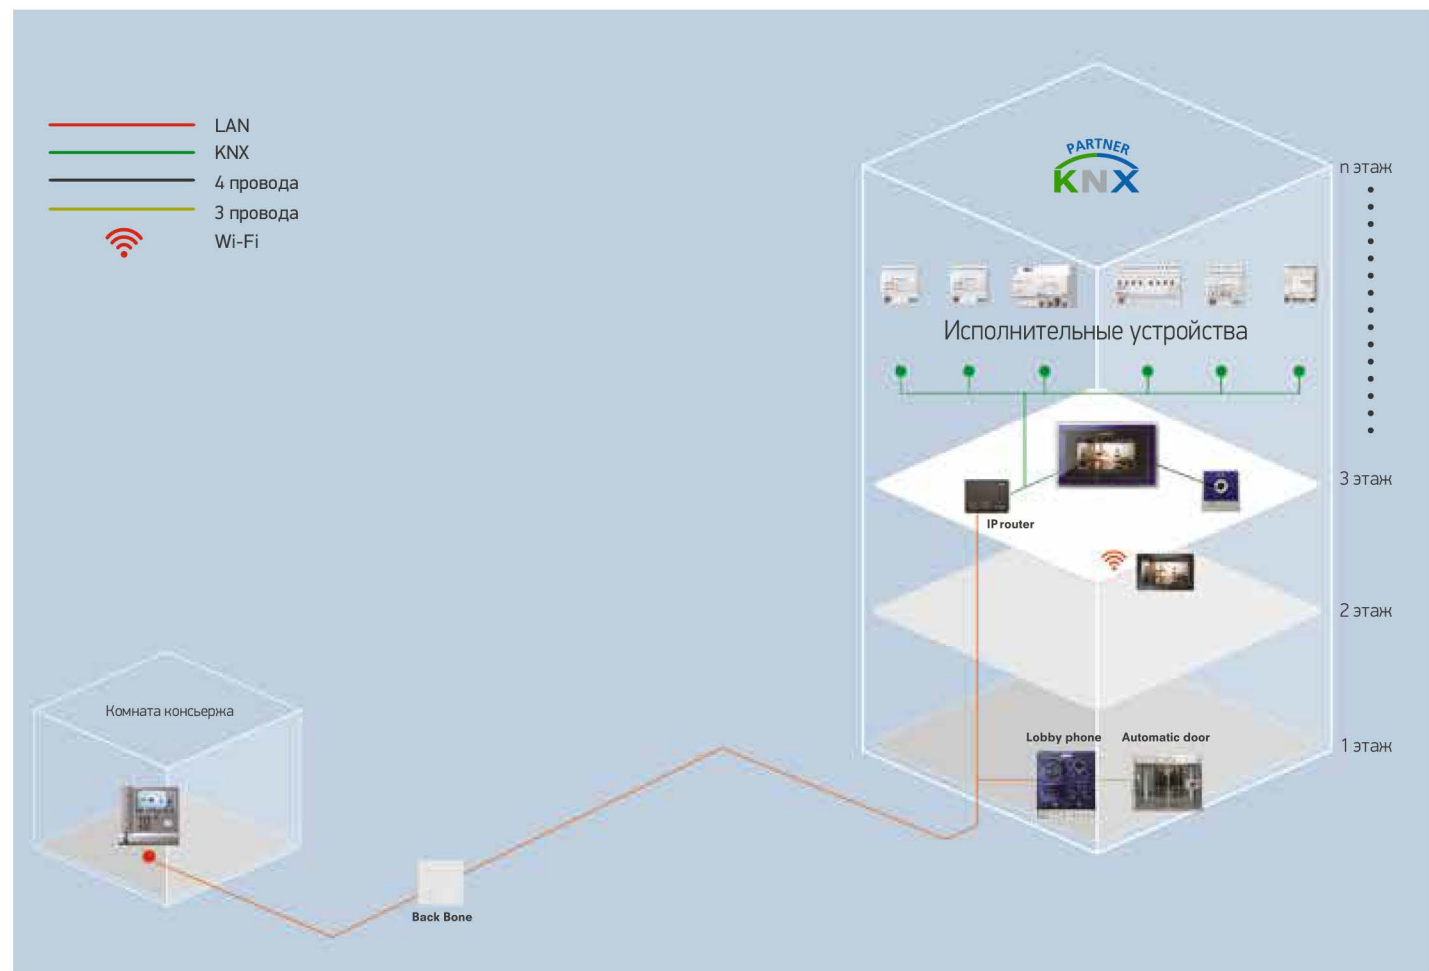 LAN
KNX
4 провода
3 провода
Wi-Fi
PARTNER
KNX
n этаж
Исполнительные устройства
3 этаж
IP router
2 этаж
Lobby phone
Automatic door
1 этаж
Комната консьержа
Back Bone